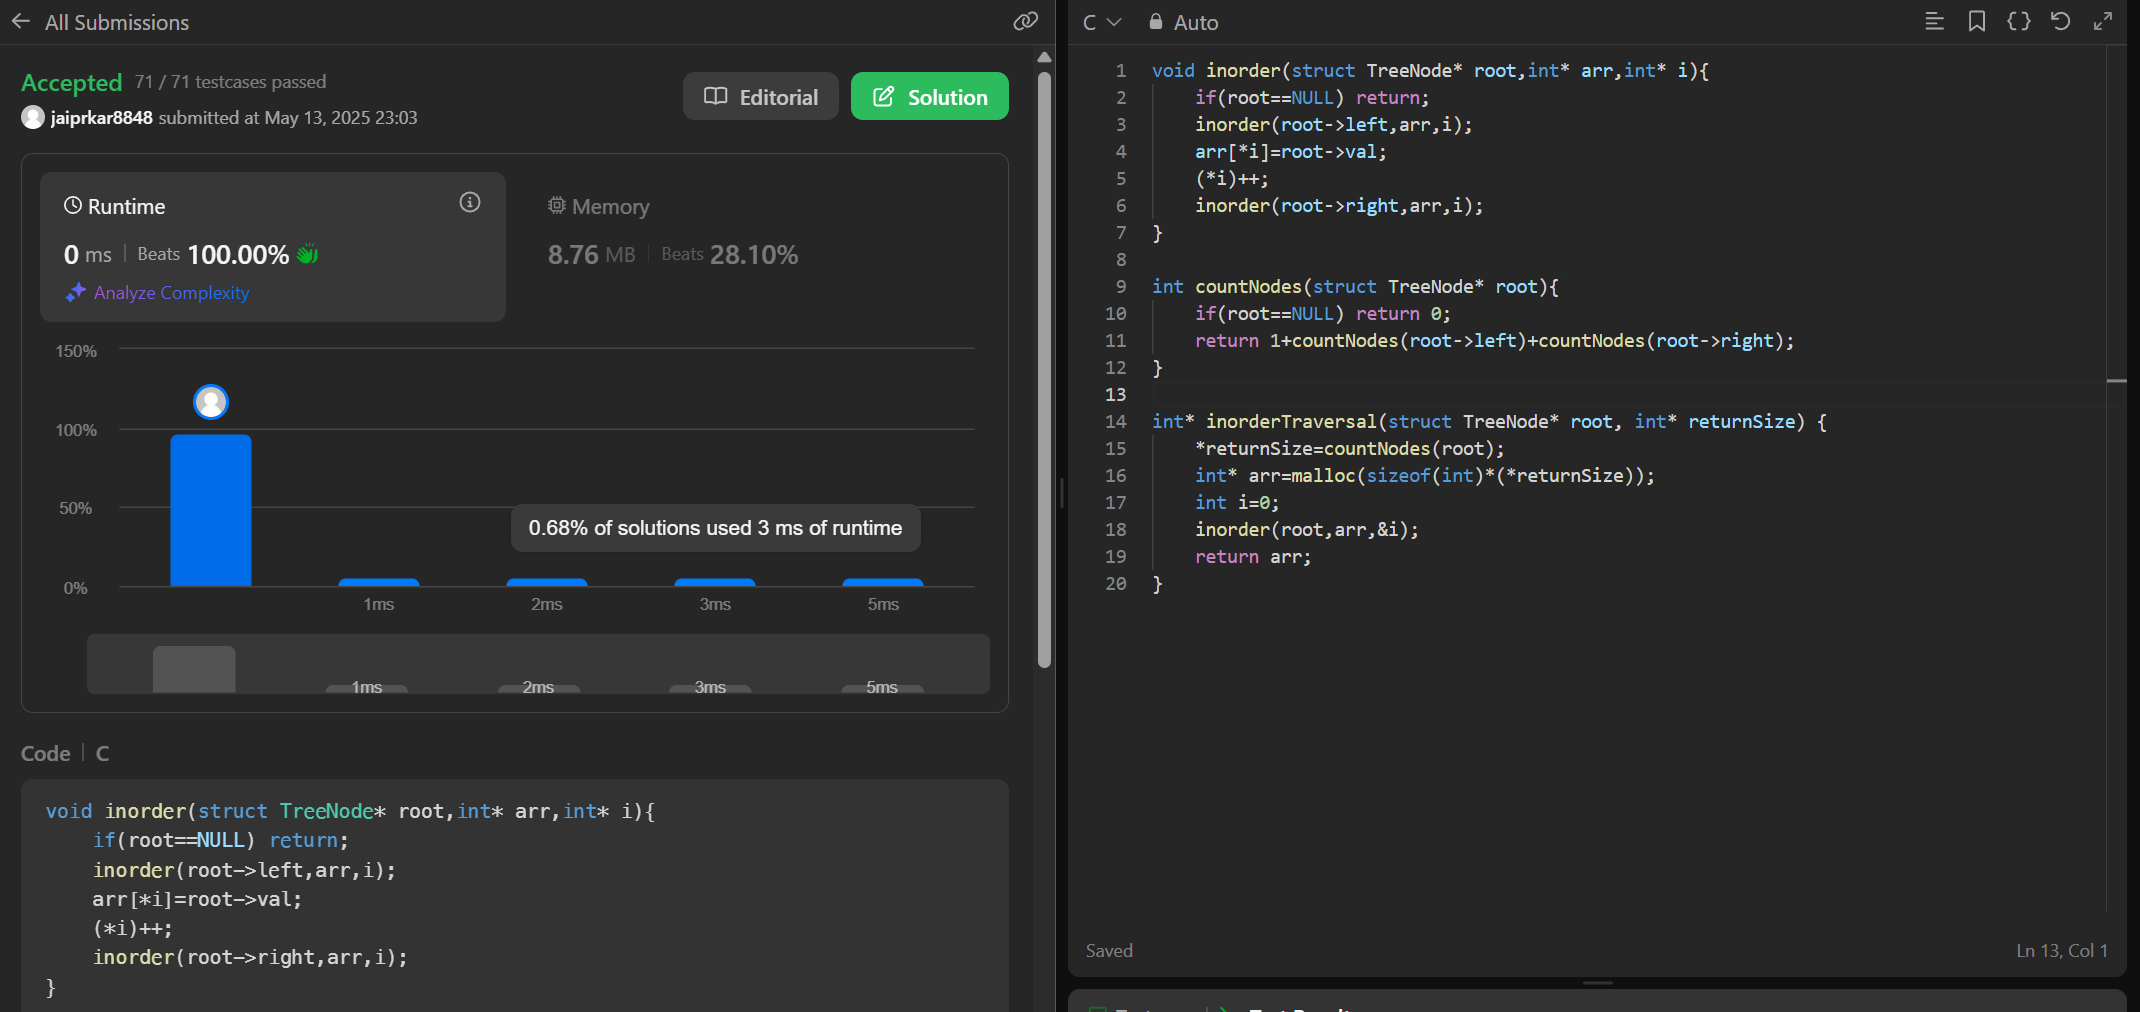 All Submissions
Accepted 71 / 71 testcases passed
jaiprkar8848 submitted at May 13, 2025 23:03
Editorial
Solution
Runtime
0 ms | Beats 100.00%
Analyze Complexity
Memory
8.76 MB | Beats 28.10%
150%
100%
50%
0%
0.68% of solutions used 3 ms of runtime
1ms 2ms 3ms 5ms
1ms 2ms 3ms 5ms
Code | C
void inorder(struct TreeNode* root,int* arr,int* i){
    if(root==NULL) return;
    inorder(root->left,arr,i);
    arr[*i]=root->val;
    (*i)++;
    inorder(root->right,arr,i);
}
C Auto
1 void inorder(struct TreeNode* root,int* arr,int* i){
2     if(root==NULL) return;
3     inorder(root->left,arr,i);
4     arr[*i]=root->val;
5     (*i)++;
6     inorder(root->right,arr,i);
7 }
8
9 int countNodes(struct TreeNode* root){
10     if(root==NULL) return 0;
11     return 1+countNodes(root->left)+countNodes(root->right);
12 }
13
14 int* inorderTraversal(struct TreeNode* root, int* returnSize) {
15     *returnSize=countNodes(root);
16     int* arr=malloc(sizeof(int)*(*returnSize));
17     int i=0;
18     inorder(root,arr,&i);
19     return arr;
20 }
Saved
Ln 13, Col 1